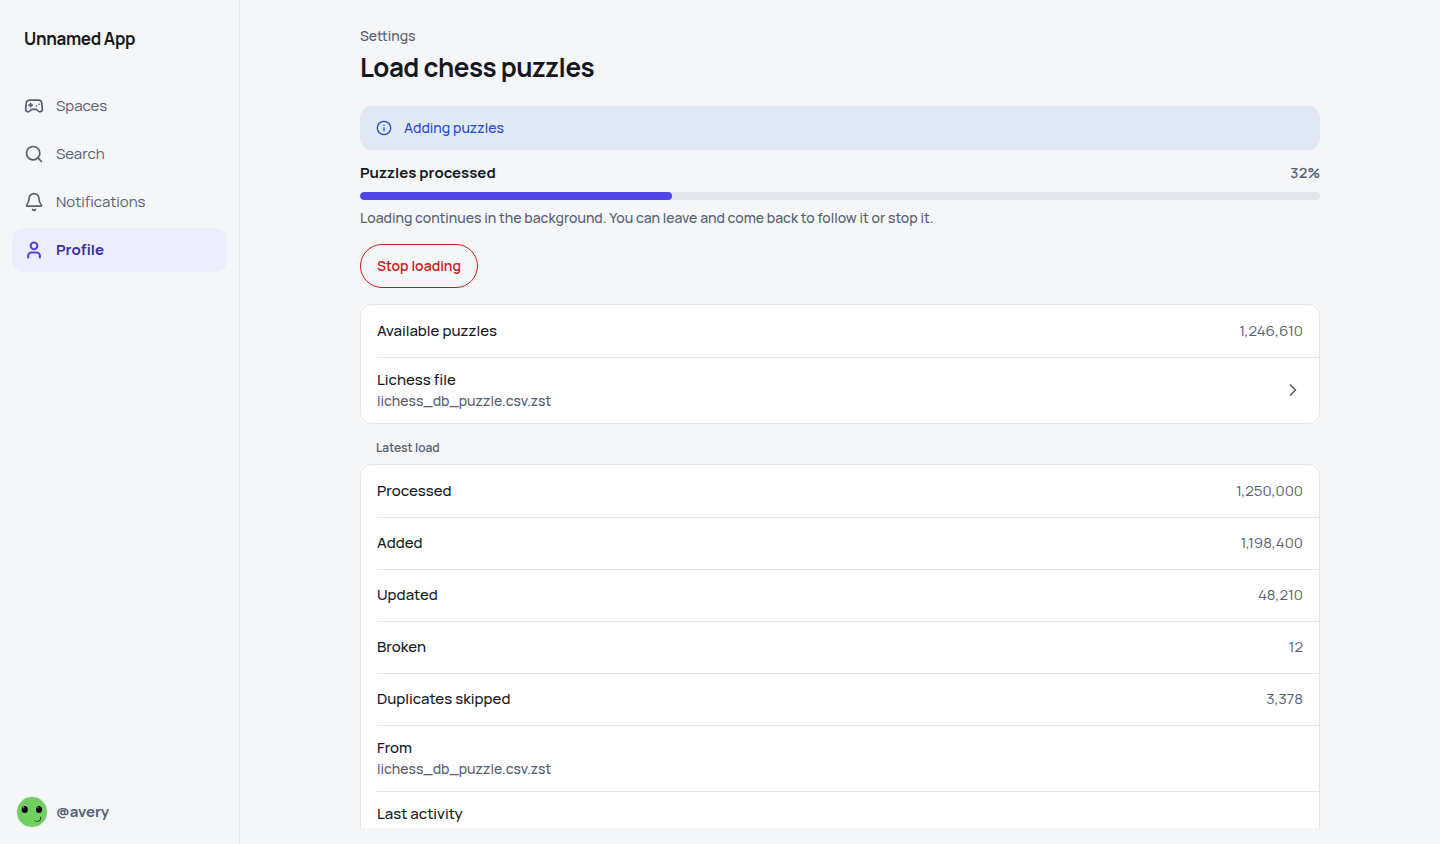 Unnamed App
Spaces
Search
Notifications
Profile
@avery
Settings
Load chess puzzles
Adding puzzles
Puzzles processed 32%
Loading continues in the background. You can leave and come back to follow it or stop it.
Stop loading
Available puzzles 1,246,610
Lichess file
lichess_db_puzzle.csv.zst
Latest load
Processed 1,250,000
Added 1,198,400
Updated 48,210
Broken 12
Duplicates skipped 3,378
From
lichess_db_puzzle.csv.zst
Last activity